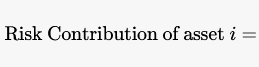 Risk Contribution of asset i =